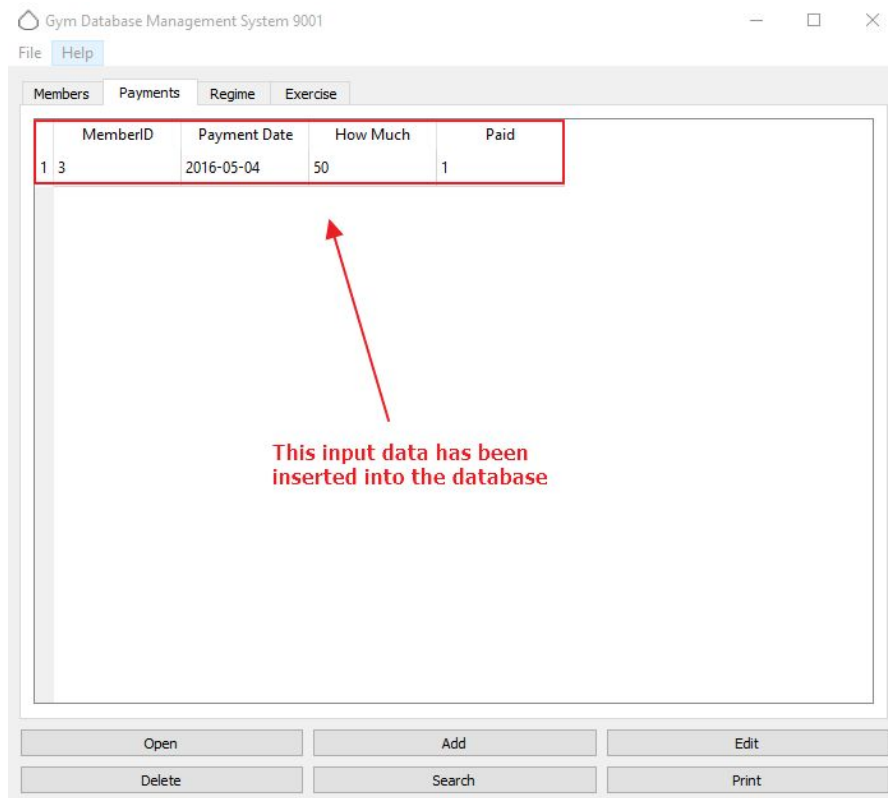 Gym Database Management System 9001
File Help
Members Payments Regime Exercise
MemberID Payment Date How Much Paid
1 3 2016-05-04 50 1
This input data has been
inserted into the database
Open Add Edit
Delete Search Print